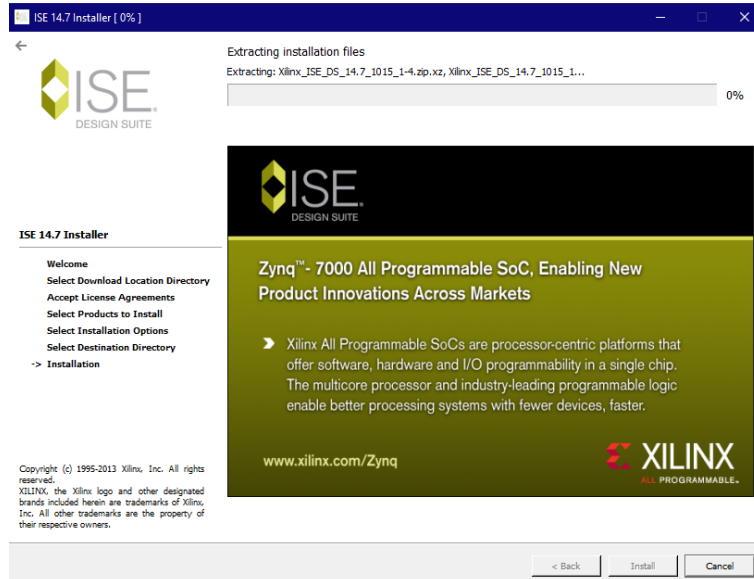 ISE 14.7 Installer [ 0% ]
Extracting installation files
Extracting: Xilinx_ISE_DS_14.7_1015_1-4.zip.xz, Xilinx_ISE_DS_14.7_1015_1...
0%
ISE.
DESIGN SUITE
ISE 14.7 Installer
Welcome
Select Download Location Directory
Accept License Agreements
Select Products to Install
Select Installation Options
Select Destination Directory
-> Installation
Copyright (c) 1995-2013 Xilinx, Inc. All rights
reserved.
XILINX, the Xilinx logo and other designated
brands included herein are trademarks of Xilinx,
Inc. All other trademarks are the property of
their respective owners.
ISE.
DESIGN SUITE
Zynq™- 7000 All Programmable SoC, Enabling New
Product Innovations Across Markets
Xilinx All Programmable SoCs are processor-centric platforms that
offer software, hardware and I/O programmability in a single chip.
The multicore processor and industry-leading programmable logic
enable better processing systems with fewer devices, faster.
www.xilinx.com/Zynq
XILINX
ALL PROGRAMMABLE™
< Back
Install
Cancel